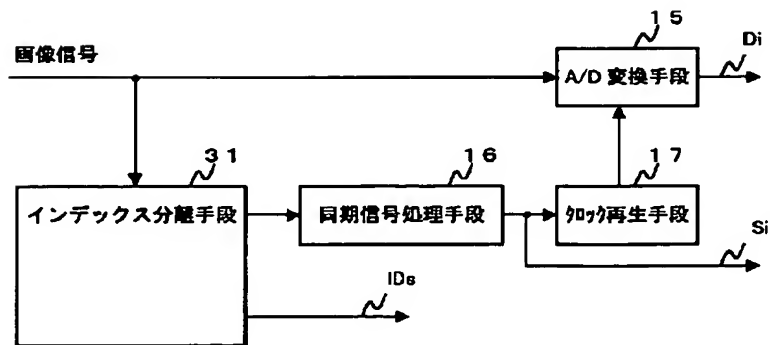 画像信号
15
Di
A/D 変換手段
31
16
17
インデックス分離手段
同期信号処理手段
クロック再生手段
Si
IDs